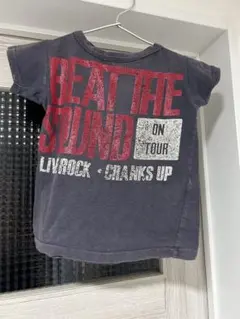 BEAT THE
SOUND
ON
TOUR
LIVROCK • CRANKS UP